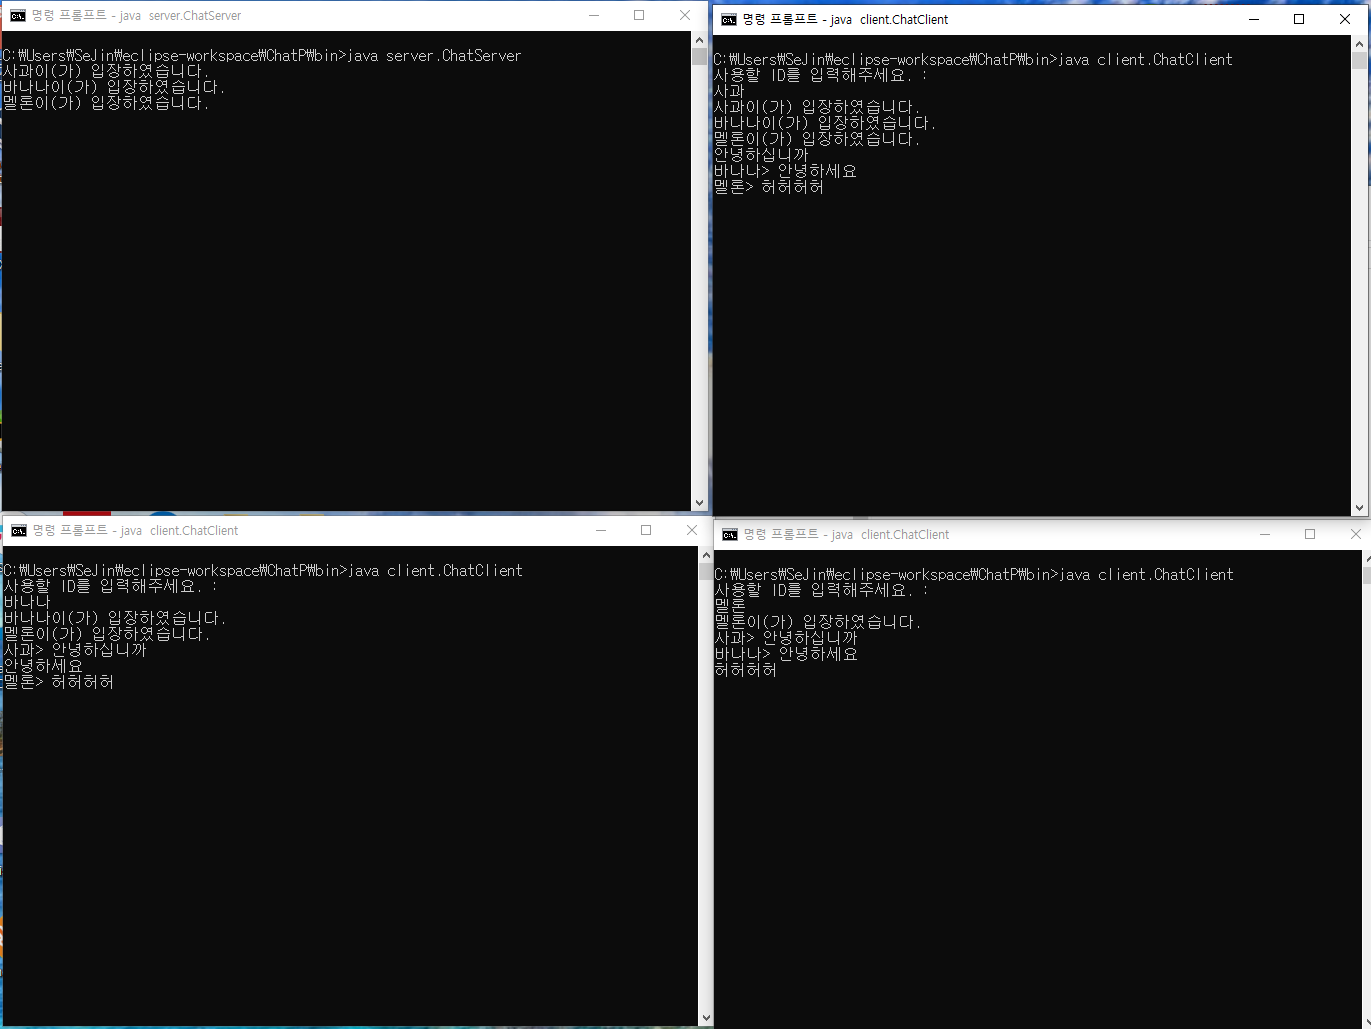 명령 프롬프트 - java  server.ChatServer
C:₩Users₩SeJin₩eclipse-workspace₩ChatP₩bin>java server.ChatServer
사과이(가) 입장하였습니다.
바나나이(가) 입장하였습니다.
멜론이(가) 입장하였습니다.
명령 프롬프트 - java  client.ChatClient
C:₩Users₩SeJin₩eclipse-workspace₩ChatP₩bin>java client.ChatClient
사용할 ID를 입력해주세요. :
사과
사과이(가) 입장하였습니다.
바나나이(가) 입장하였습니다.
멜론이(가) 입장하였습니다.
안녕하십니까
바나나> 안녕하세요
멜론> 허허허허
명령 프롬프트 - java  client.ChatClient
C:₩Users₩SeJin₩eclipse-workspace₩ChatP₩bin>java client.ChatClient
사용할 ID를 입력해주세요. :
바나나
바나나이(가) 입장하였습니다.
멜론이(가) 입장하였습니다.
사과> 안녕하십니까
안녕하세요
멜론> 허허허허
명령 프롬프트 - java  client.ChatClient
C:₩Users₩SeJin₩eclipse-workspace₩ChatP₩bin>java client.ChatClient
사용할 ID를 입력해주세요. :
멜론
멜론이(가) 입장하였습니다.
사과> 안녕하십니까
바나나> 안녕하세요
허허허허